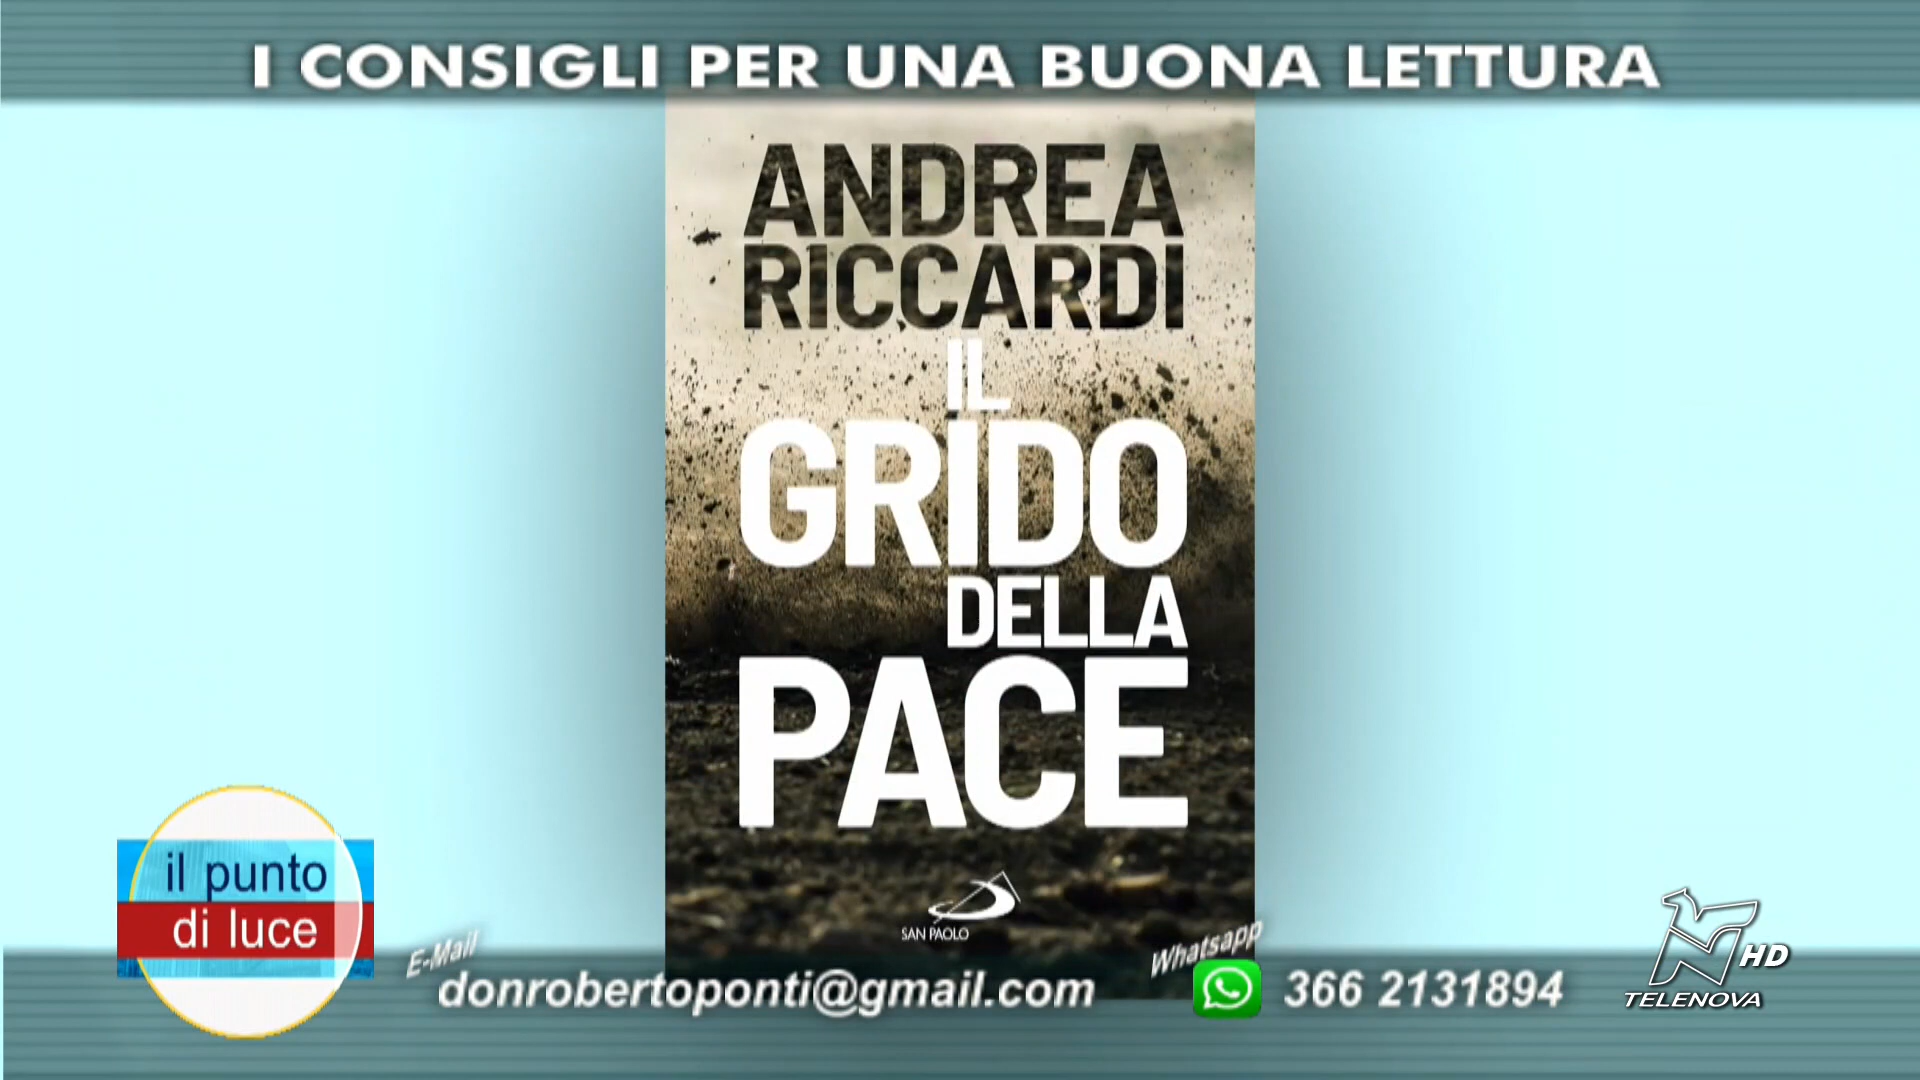 I CONSIGLI PER UNA BUONA LETTURA
ANDREA
RICCARDI
IL
GRIDO
DELLA
PACE
SAN PAOLO
il punto
di luce
E-Mail
donrobertoponti@gmail.com
Whatsapp
366 2131894
HD
TELENOVA